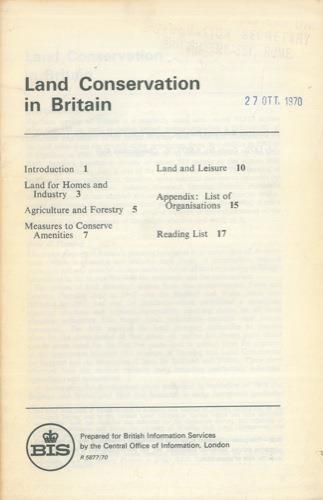 Land Conservation
in Britain
27 OTT. 1970
Introduction 1
Land for Homes and
Industry 3
Agriculture and Forestry 5
Measures to Conserve
Amenities 7
Land and Leisure 10
Appendix: List of
Organisations 15
Reading List 17
BIS
Prepared for British Information Services
by the Central Office of Information, London
R 5877/70